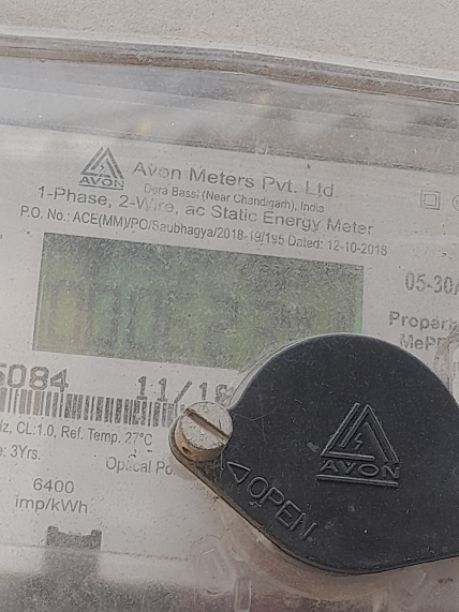 AVON
Avon Meters Pvt. Ltd.
Dera Bassi (Near Chandigarh), India
1-Phase, 2-Wire, ac Static Energy Meter
P.O. No.: ACE(MM)/PO/Saubhagya/2018-19/195 Dated: 12-10-2018
05-30A
5084 11/18
z, CL:1.0, Ref. Temp. 27°C
: 3Yrs.
Optical
6400
imp/kWh
AVON
OPEN